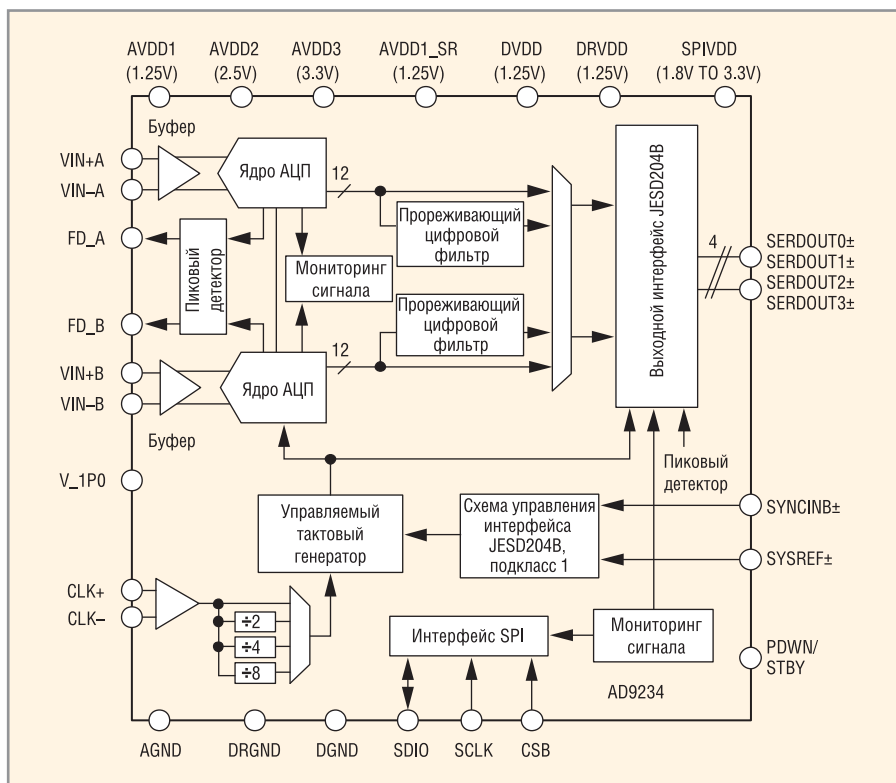 AVDD1
(1.25V)
AVDD2
(2.5V)
AVDD3
(3.3V)
AVDD1_SR
(1.25V)
DVDD
(1.25V)
DRVDD
(1.25V)
SPIVDD
(1.8V TO 3.3V)
Буфер
VIN+A
VIN–A
Ядро АЦП
12
Прореживающий
цифровой
фильтр
FD_A
Пиковый
детектор
Мониторинг
сигнала
FD_B
Прореживающий
цифровой
фильтр
12
VIN+B
VIN–B
Ядро АЦП
Буфер
Выходной интерфейс JESD204B
4
SERDOUT0±
SERDOUT1±
SERDOUT2±
SERDOUT3±
Пиковый
детектор
V_1P0
Управляемый
тактовый
генератор
Схема управления
интерфейса
JESD204B,
подкласс 1
SYNCINB±
SYSREF±
CLK+
CLK–
÷2
÷4
÷8
Интерфейс SPI
Мониторинг
сигнала
PDWN/
STBY
AD9234
AGND
DRGND
DGND
SDIO
SCLK
CSB